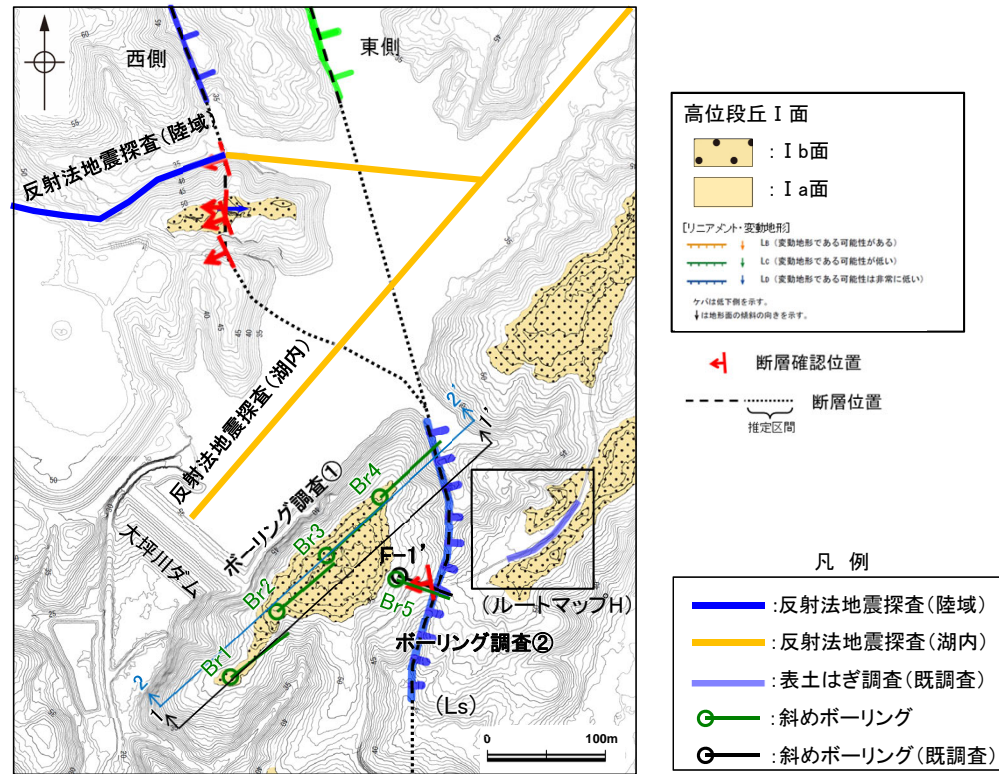 西側
東側
反射法地震探査(陸域)
反射法地震探査(湖内)
ボーリング調査①
大坪川ダム
Br4
Br3
Br2
Br1
F-1'
Br5
2'
1'
2
1
(ルートマップH)
ボーリング調査②
(Ls)
0 100m
高位段丘Ⅰ面
:Ⅰb面
:Ⅰa面
[リニアメント・変動地形]
LB (変動地形である可能性がある)
LC (変動地形である可能性が低い)
LD (変動地形である可能性は非常に低い)
ケバは低下側を示す。
↓は地形面の傾斜の向きを示す。
断層確認位置
断層位置
推定区間
凡 例
:反射法地震探査(陸域)
:反射法地震探査(湖内)
:表土はぎ調査(既調査)
:斜めボーリング
:斜めボーリング(既調査)